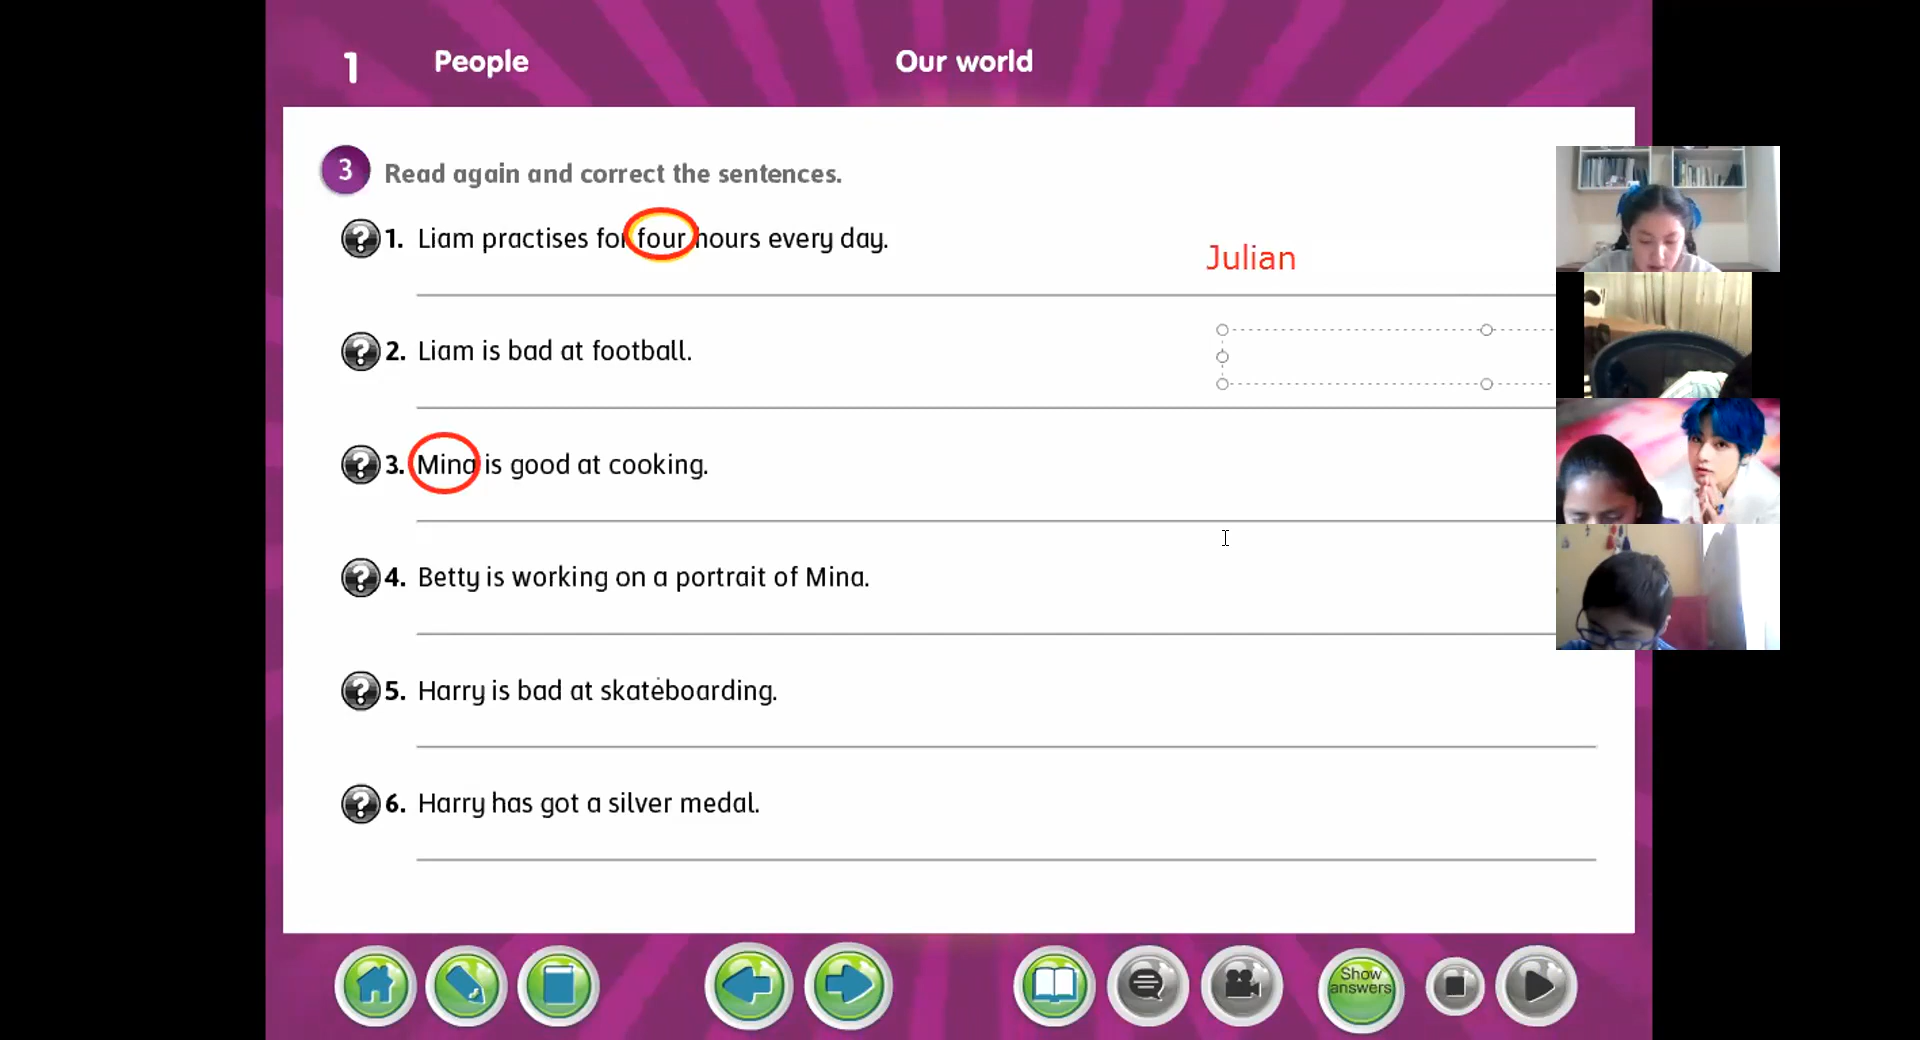 1 People Our world
3 Read again and correct the sentences.
1. Liam practises for four hours every day.
Julian
2. Liam is bad at football.
3. Mina is good at cooking.
4. Betty is working on a portrait of Mina.
5. Harry is bad at skateboarding.
6. Harry has got a silver medal.
Show
answers